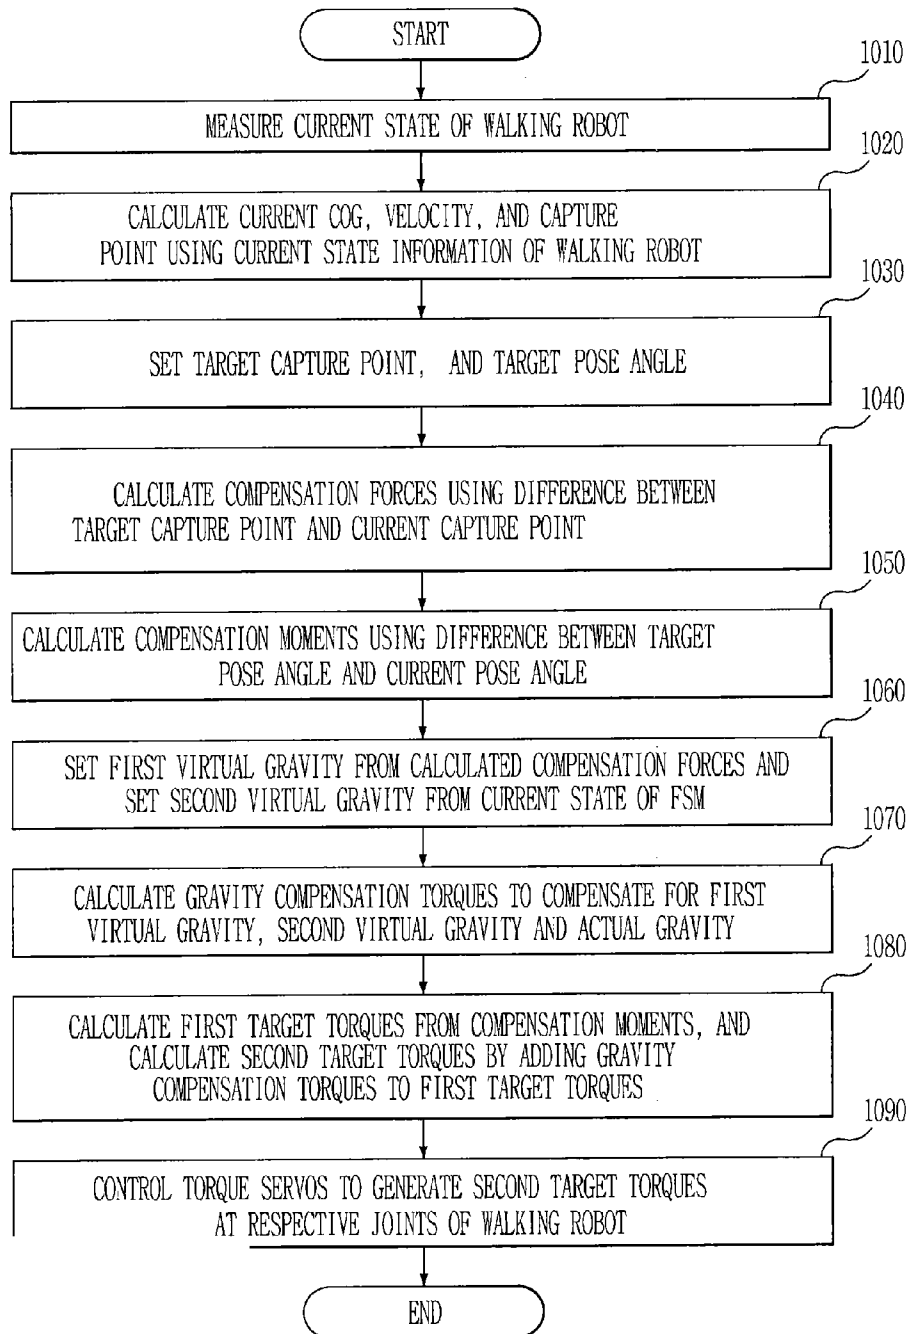 START
1010
MEASURE CURRENT STATE OF WALKING ROBOT
1020
CALCULATE CURRENT COG, VELOCITY, AND CAPTURE
POINT USING CURRENT STATE INFORMATION OF WALKING ROBOT
1030
SET TARGET CAPTURE POINT, AND TARGET POSE ANGLE
1040
CALCULATE COMPENSATION FORCES USING DIFFERENCE BETWEEN
TARGET CAPTURE POINT AND CURRENT CAPTURE POINT
1050
CALCULATE COMPENSATION MOMENTS USING DIFFERENCE BETWEEN TARGET
POSE ANGLE AND CURRENT POSE ANGLE
1060
SET FIRST VIRTUAL GRAVITY FROM CALCULATED COMPENSATION FORCES AND
SET SECOND VIRTUAL GRAVITY FROM CURRENT STATE OF FSM
1070
CALCULATE GRAVITY COMPENSATION TORQUES TO COMPENSATE FOR FIRST
VIRTUAL GRAVITY, SECOND VIRTUAL GRAVITY AND ACTUAL GRAVITY
1080
CALCULATE FIRST TARGET TORQUES FROM COMPENSATION MOMENTS, AND
CALCULATE SECOND TARGET TORQUES BY ADDING GRAVITY
COMPENSATION TORQUES TO FIRST TARGET TORQUES
1090
CONTROL TORQUE SERVOS TO GENERATE SECOND TARGET TORQUES
AT RESPECTIVE JOINTS OF WALKING ROBOT
END